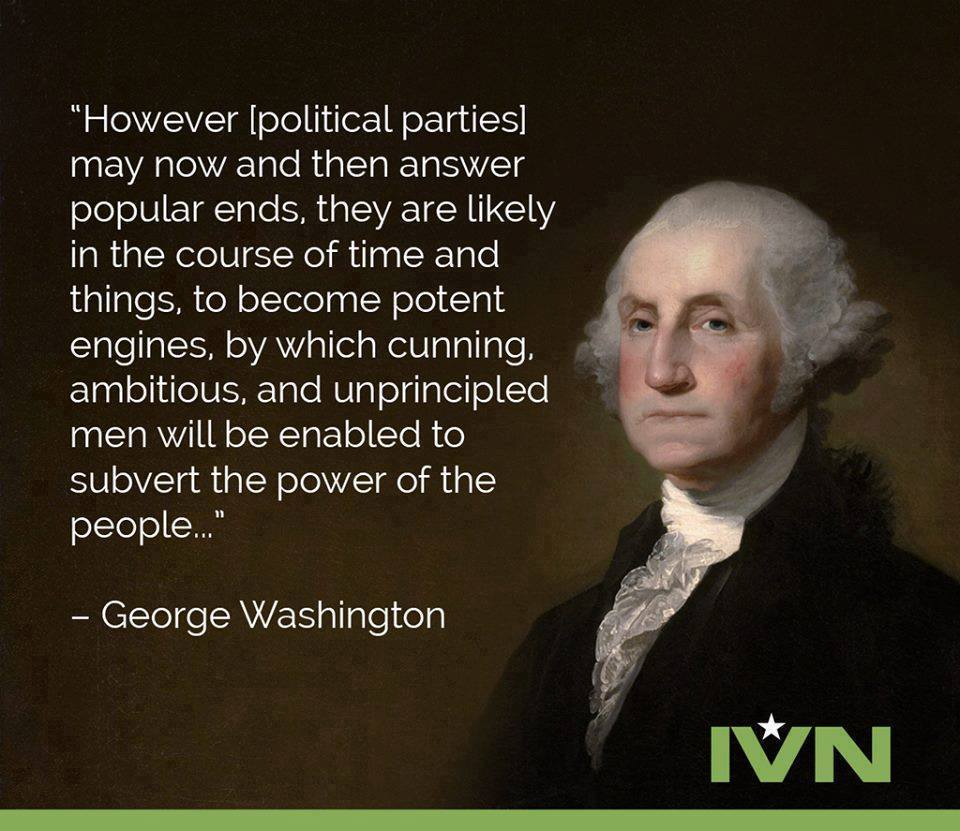 "However [political parties]
may now and then answer
popular ends, they are likely
in the course of time and
things, to become potent
engines, by which cunning,
ambitious, and unprincipled
men will be enabled to
subvert the power of the
people..."
– George Washington
IVN